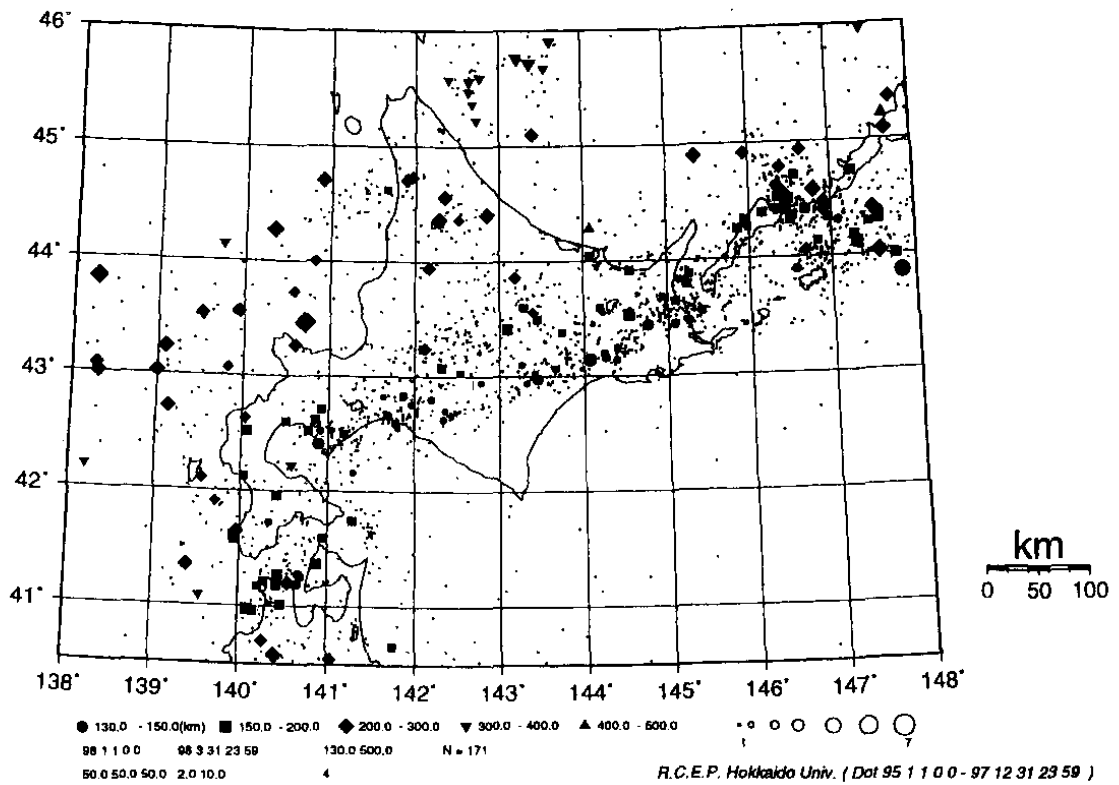 46°
45°
44°
43°
42°
41°
km
0 50 100
138° 139° 140° 141° 142° 143° 144° 145° 146° 147° 148°
130.0 - 150.0(km) 150.0 - 200.0 200.0 - 300.0 300.0 - 400.0 400.0 - 500.0
1 7
98 1 1 0 0 98 3 31 23 59 130.0 500.0 N = 171
50.0 50.0 50.0 2.0 10.0 4 R.C.E.P. Hokkaido Univ. ( Dot 95 1 1 0 0 - 97 12 31 23 59 )